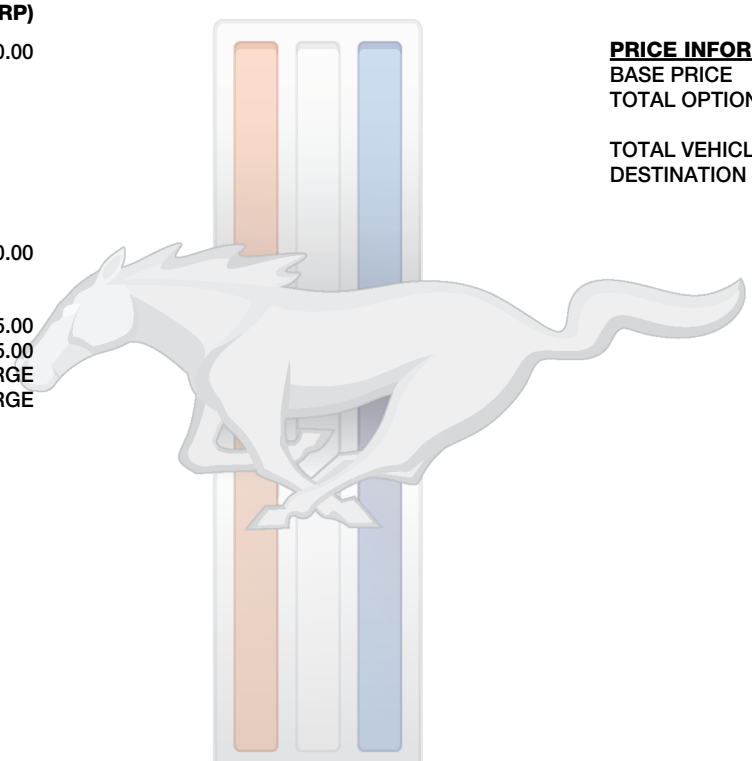 RP)
0.00
0.00
5.00
5.00
RGE
RGE
PRICE INFOR
BASE PRICE
TOTAL OPTION
TOTAL VEHICL
DESTINATION